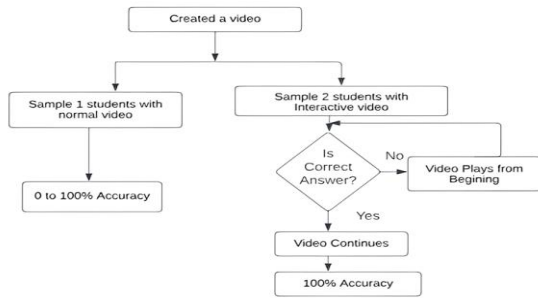 Created a video
Sample 1 students with
normal video
Sample 2 students with
Interactive video
Is
Correct
Answer?
No
Video Plays from
Begining
0 to 100% Accuracy
Yes
Video Continues
100% Accuracy